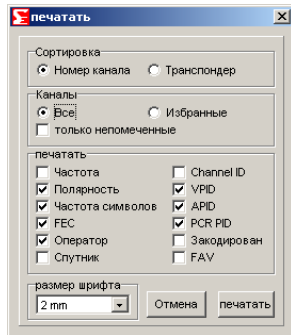 печатать
Сортировка
Номер канала Транспондер
Каналы
Все Избранные
только непомеченные
печатать
Частота Channel ID
Полярность VPID
Частота символов APID
FEC PCR PID
Оператор Закодирован
Спутник FAV
размер шрифта
2 mm Отмена печатать